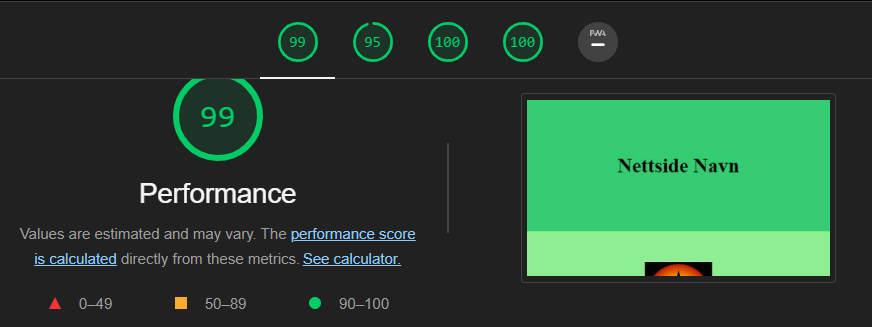 99 95 100 100 PWA
99
Performance
Values are estimated and may vary. The performance score
is calculated directly from these metrics. See calculator.
0–49 50–89 90–100
Nettside Navn